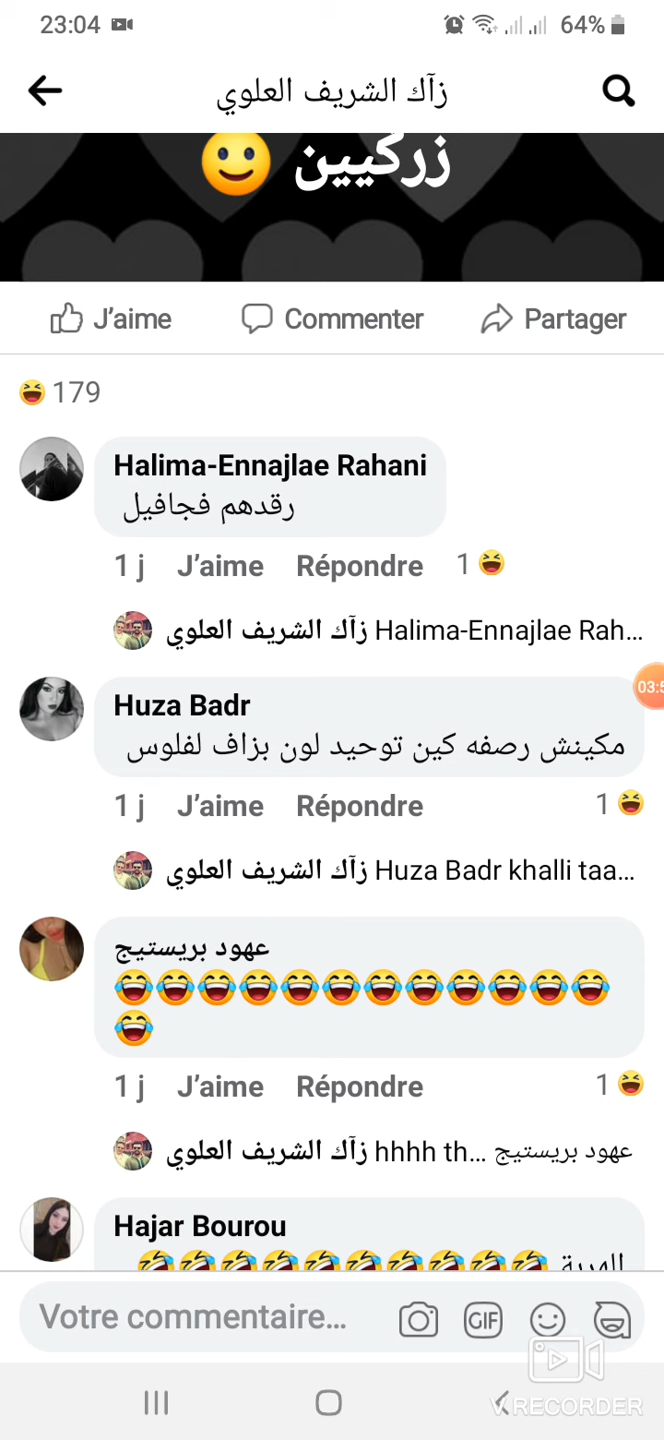 23:04
64%
زآك الشريف العلوي
زركيين 🙂
J’aime
Commenter
Partager
😆 179
Halima-Ennajlae Rahani
رقدهم فجافيل
1 j J’aime Répondre 1 😆
زآك الشريف العلوي Halima-Ennajlae Rah...
Huza Badr
مكينش رصفه كين توحيد لون بزاف لفلوس
1 j J’aime Répondre 1 😆
زآك الشريف العلوي Huza Badr khalli taa...
عهود بريستيج
😂😂😂😂😂😂😂😂😂😂😂😂
😂
1 j J’aime Répondre 1 😆
زآك الشريف العلوي hhhh th... عهود بريستيج
Hajar Bourou
🤣🤣🤣🤣🤣🤣🤣🤣🤣🤣
Votre commentaire...
GIF
V RECORDER